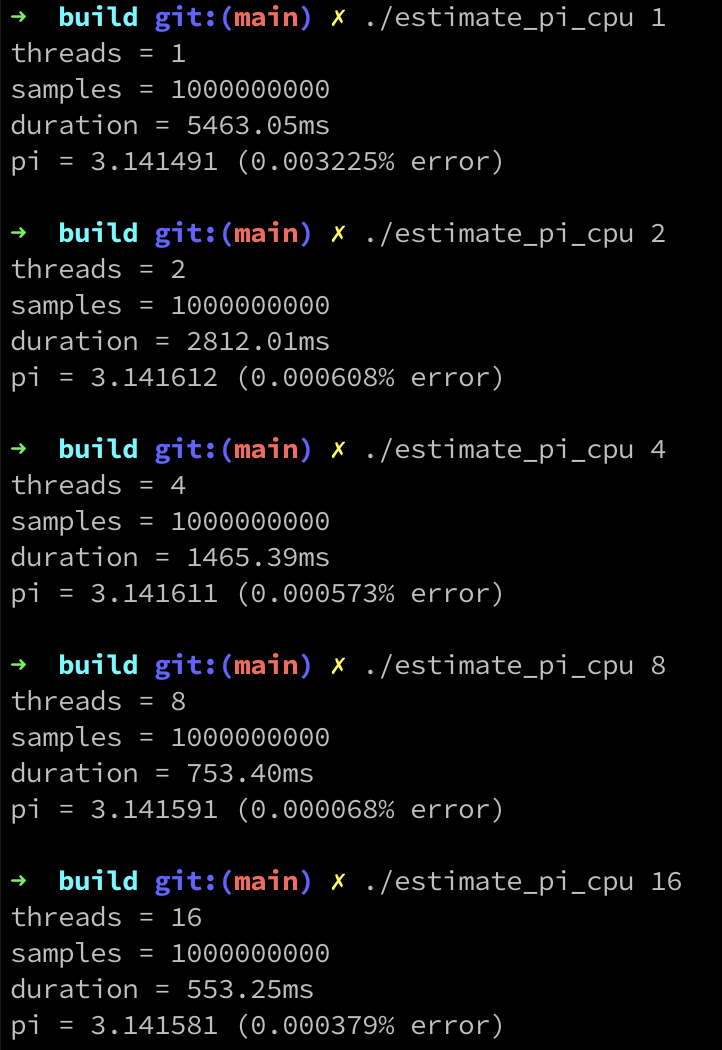 ➜  build git:(main) ✗ ./estimate_pi_cpu 1
threads = 1
samples = 1000000000
duration = 5463.05ms
pi = 3.141491 (0.003225% error)

➜  build git:(main) ✗ ./estimate_pi_cpu 2
threads = 2
samples = 1000000000
duration = 2812.01ms
pi = 3.141612 (0.000608% error)

➜  build git:(main) ✗ ./estimate_pi_cpu 4
threads = 4
samples = 1000000000
duration = 1465.39ms
pi = 3.141611 (0.000573% error)

➜  build git:(main) ✗ ./estimate_pi_cpu 8
threads = 8
samples = 1000000000
duration = 753.40ms
pi = 3.141591 (0.000068% error)

➜  build git:(main) ✗ ./estimate_pi_cpu 16
threads = 16
samples = 1000000000
duration = 553.25ms
pi = 3.141581 (0.000379% error)